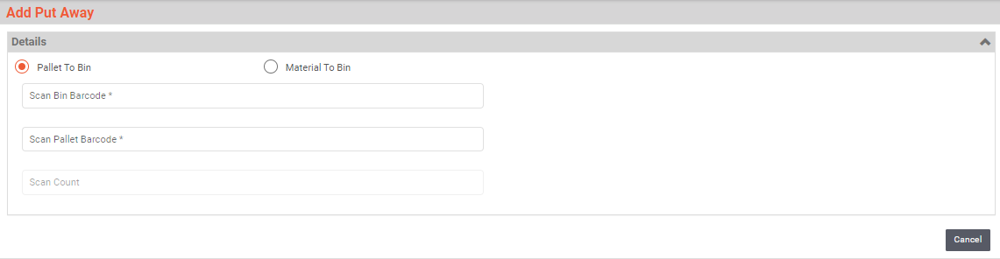 Add Put Away
Details
Pallet To Bin
Material To Bin
Scan Bin Barcode *
Scan Pallet Barcode *
Scan Count
Cancel